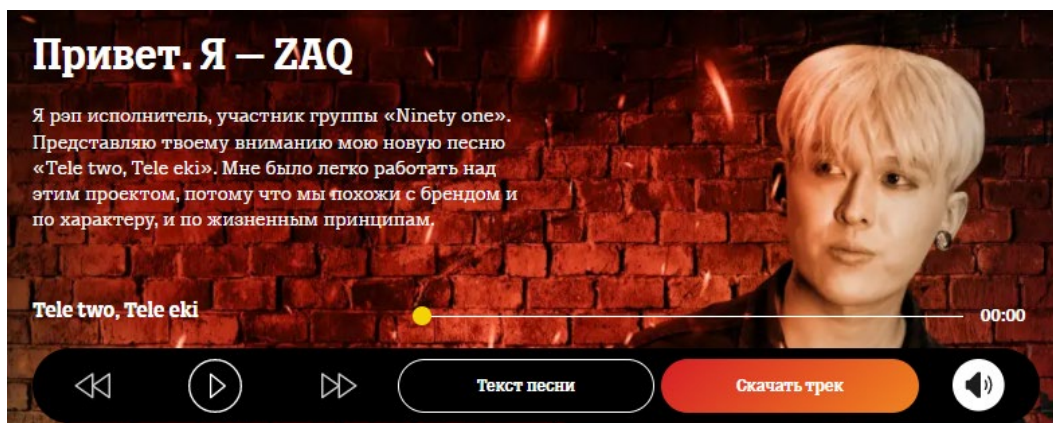 Привет. Я — ZAQ
Я рэп исполнитель, участник группы «Ninety one».
Представляю твоему вниманию мою новую песню
«Tele two, Tele eki». Мне было легко работать над
этим проектом, потому что мы похожи с брендом и
по характеру, и по жизненным принципам.
Tele two, Tele eki
00:00
Текст песни
Скачать трек